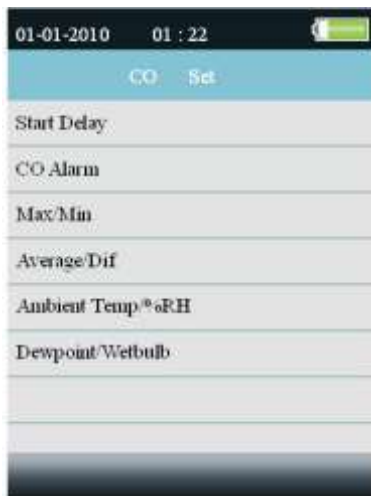 01-01-2010 01 : 22
CO Set
Start Delay
CO Alarm
Max/Min
Average/Dif
Ambient Temp/%RH
Dewpoint/Wetbulb